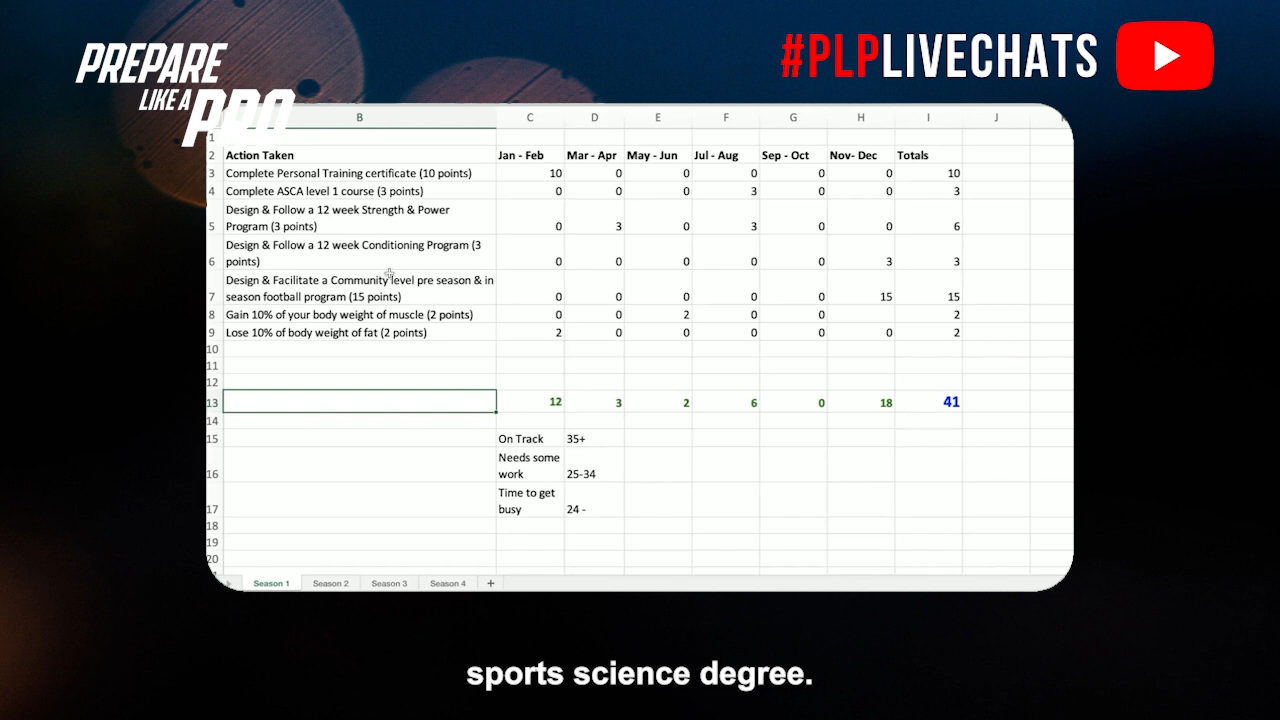 PREPARE
LIKE A
PRO
#PLPLIVECHATS
B C D E F G H I J
1
2 Action Taken Jan - Feb Mar - Apr May - Jun Jul - Aug Sep - Oct Nov- Dec Totals
3 Complete Personal Training certificate (10 points) 10 0 0 0 0 0 10
4 Complete ASCA level 1 course (3 points) 0 0 0 3 0 0 3
Design & Follow a 12 week Strength & Power
5 Program (3 points) 0 3 0 3 0 0 6
Design & Follow a 12 week Conditioning Program (3
6 points) 0 0 0 0 0 3 3
Design & Facilitate a Community level pre season & in
7 season football program (15 points) 0 0 0 0 0 15 15
8 Gain 10% of your body weight of muscle (2 points) 0 0 2 0 0 2
9 Lose 10% of body weight of fat (2 points) 2 0 0 0 0 0 2
10
11
12
13 12 3 2 6 0 18 41
14
15 On Track 35+
Needs some
16 work 25-34
Time to get
17 busy 24 -
18
19
20
Season 1 Season 2 Season 3 Season 4 +
sports science degree.